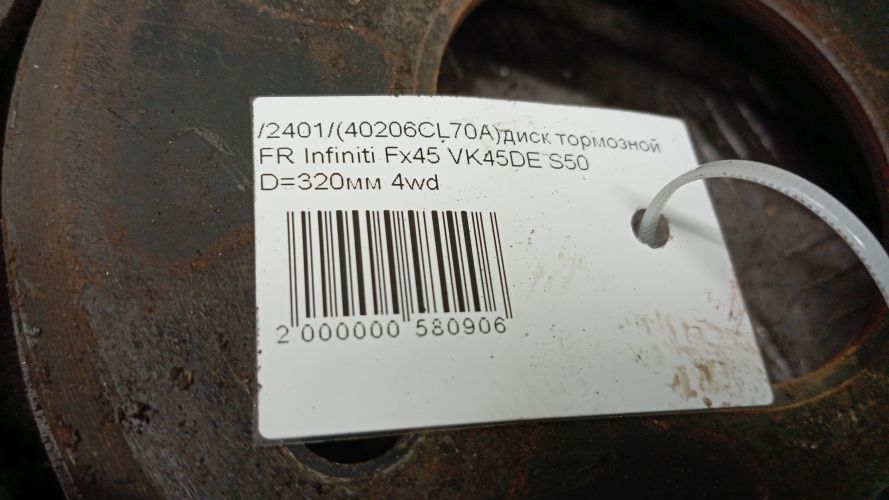 /2401/(40206CL70A)диск тормозной
FR Infiniti Fx45 VK45DE S50
D=320мм 4wd
2 000000 580906